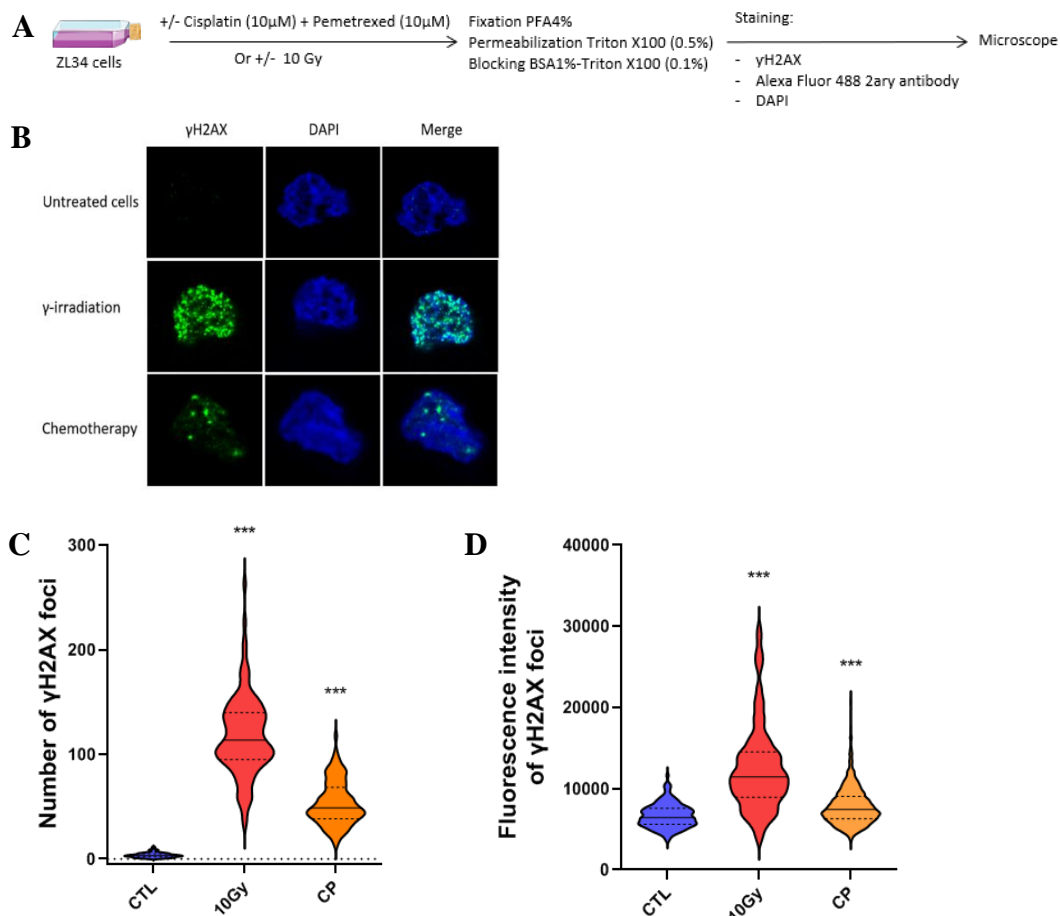 A
+/- Cisplatin (10µM) + Pemetrexed (10µM)
Or +/- 10 Gy
ZL34 cells
Fixation PFA4%
Permeabilization Triton X100 (0.5%)
Blocking BSA1%-Triton X100 (0.1%)
Staining:
- γH2AX
- Alexa Fluor 488 2ary antibody
- DAPI
Microscope
B
γH2AX DAPI Merge
Untreated cells
γ-irradiation
Chemotherapy
C
Number of γH2AX foci
300
200
100
0
***
***
CTL 10Gy CP
D
Fluorescence intensity
of γH2AX foci
40000
30000
20000
10000
0
***
***
CTL 10Gy CP